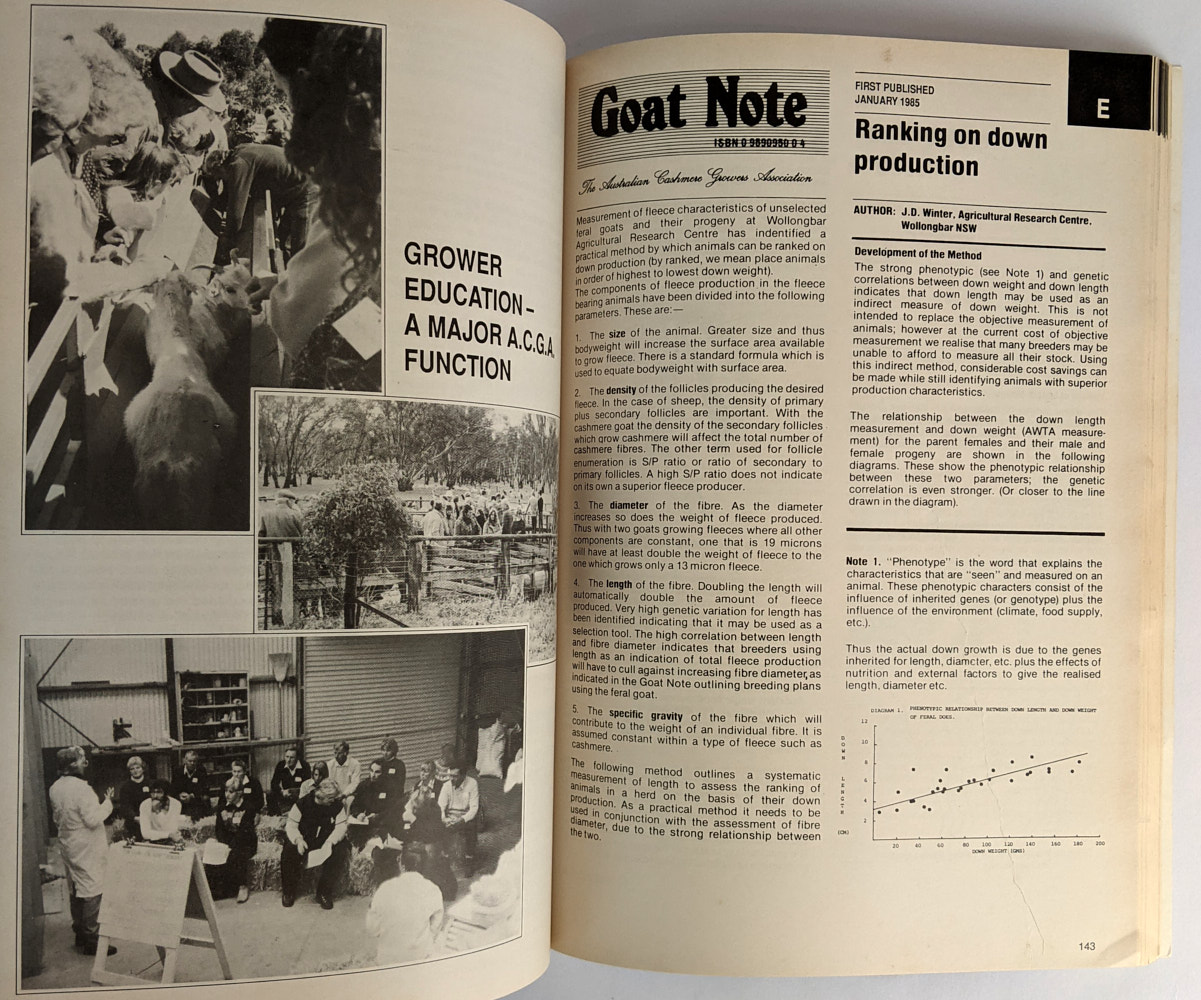 GROWER
EDUCATION–
A MAJOR A.C.G.A.
FUNCTION
Goat Note
ISBN 0 9590950 0 4
The Australian Cashmere Growers Association
Measurement of fleece characteristics of unselected
feral goats and their progeny at Wollongbar
Agricultural Research Centre has indentified a
practical method by which animals can be ranked on
down production (by ranked, we mean place animals
in order of highest to lowest down weight).
The components of fleece production in the fleece
bearing animals have been divided into the following
parameters. These are:—
1. The size of the animal. Greater size and thus
bodyweight will increase the surface area available
to grow fleece. There is a standard formula which is
used to equate bodyweight with surface area.
2. The density of the follicles producing the desired
fleece. In the case of sheep, the density of primary
plus secondary follicles are important. With the
cashmere goat the density of the secondary follicles
which grow cashmere will affect the total number of
cashmere fibres. The other term used for follicle
enumeration is S/P ratio or ratio of secondary to
primary follicles. A high S/P ratio does not indicate
on its own a superior fleece producer.
3. The diameter of the fibre. As the diameter
increases so does the weight of fleece produced.
Thus with two goats growing fleeces where all other
components are constant, one that is 19 microns
will have at least double the weight of fleece to the
one which grows only a 13 micron fleece.
4. The length of the fibre. Doubling the length will
automatically double the amount of fleece
produced. Very high genetic variation for length has
been identified indicating that it may be used as a
selection tool. The high correlation between length
and fibre diameter indicates that breeders using
length as an indication of total fleece production
will have to cull against increasing fibre diameter, as
indicated in the Goat Note outlining breeding plans
using the feral goat.
5. The specific gravity of the fibre which will
contribute to the weight of an individual fibre. It is
assumed constant within a type of fleece such as
cashmere.
The following method outlines a systematic
measurement of length to assess the ranking of
animals in a herd on the basis of their down
production. As a practical method it needs to be
used in conjunction with the assessment of fibre
diameter, due to the strong relationship between
the two.
FIRST PUBLISHED
JANUARY 1985
E
Ranking on down
production
AUTHOR: J.D. Winter, Agricultural Research Centre,
Wollongbar NSW
Development of the Method
The strong phenotypic (see Note 1) and genetic
correlations between down weight and down length
indicates that down length may be used as an
indirect measure of down weight. This is not
intended to replace the objective measurement of
animals; however at the current cost of objective
measurement we realise that many breeders may be
unable to afford to measure all their stock. Using
this indirect method, considerable cost savings can
be made while still identifying animals with superior
production characteristics.
The relationship between the down length
measurement and down weight (AWTA measure-
ment) for the parent females and their male and
female progeny are shown in the following
diagrams. These show the phenotypic relationship
between these two parameters; the genetic
correlation is even stronger. (Or closer to the line
drawn in the diagram).
Note 1. "Phenotype" is the word that explains the
characteristics that are "seen" and measured on an
animal. These phenotypic characters consist of the
influence of inherited genes (or genotype) plus the
influence of the environment (climate, food supply,
etc.).
Thus the actual down growth is due to the genes
inherited for length, diameter, etc. plus the effects of
nutrition and external factors to give the realised
length, diameter etc.
DIAGRAM 1. PHENOTYPIC RELATIONSHIP BETWEEN DOWN LENGTH AND DOWN WEIGHT
OF FERAL DOES.
DOWN LENGTH (CM)
12
10
8
6
4
2
20 40 60 80 100 120 140 160 180 200
DOWN WEIGHT (GMS)
143